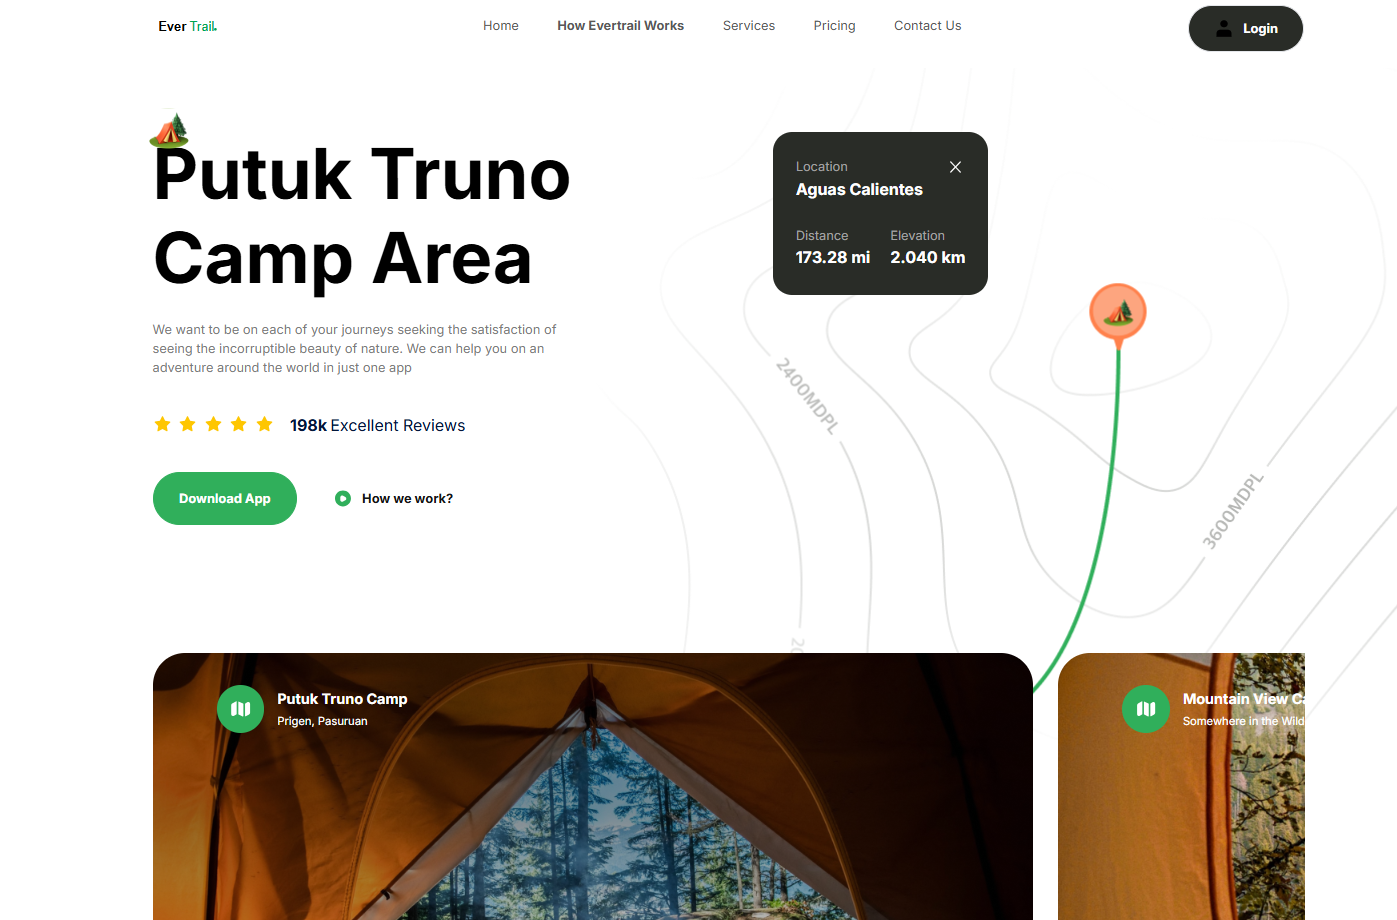 Ever Trail.
Home
How Evertrail Works
Services
Pricing
Contact Us
Login
Putuk Truno
Camp Area
We want to be on each of your journeys seeking the satisfaction of
seeing the incorruptible beauty of nature. We can help you on an
adventure around the world in just one app
198k Excellent Reviews
Download App
How we work?
Location
Aguas Calientes
Distance
Elevation
173.28 mi
2.040 km
2400MDPL
3600MDPL
Putuk Truno Camp
Prigen, Pasuruan
Mountain View
Somewhere in the Wild